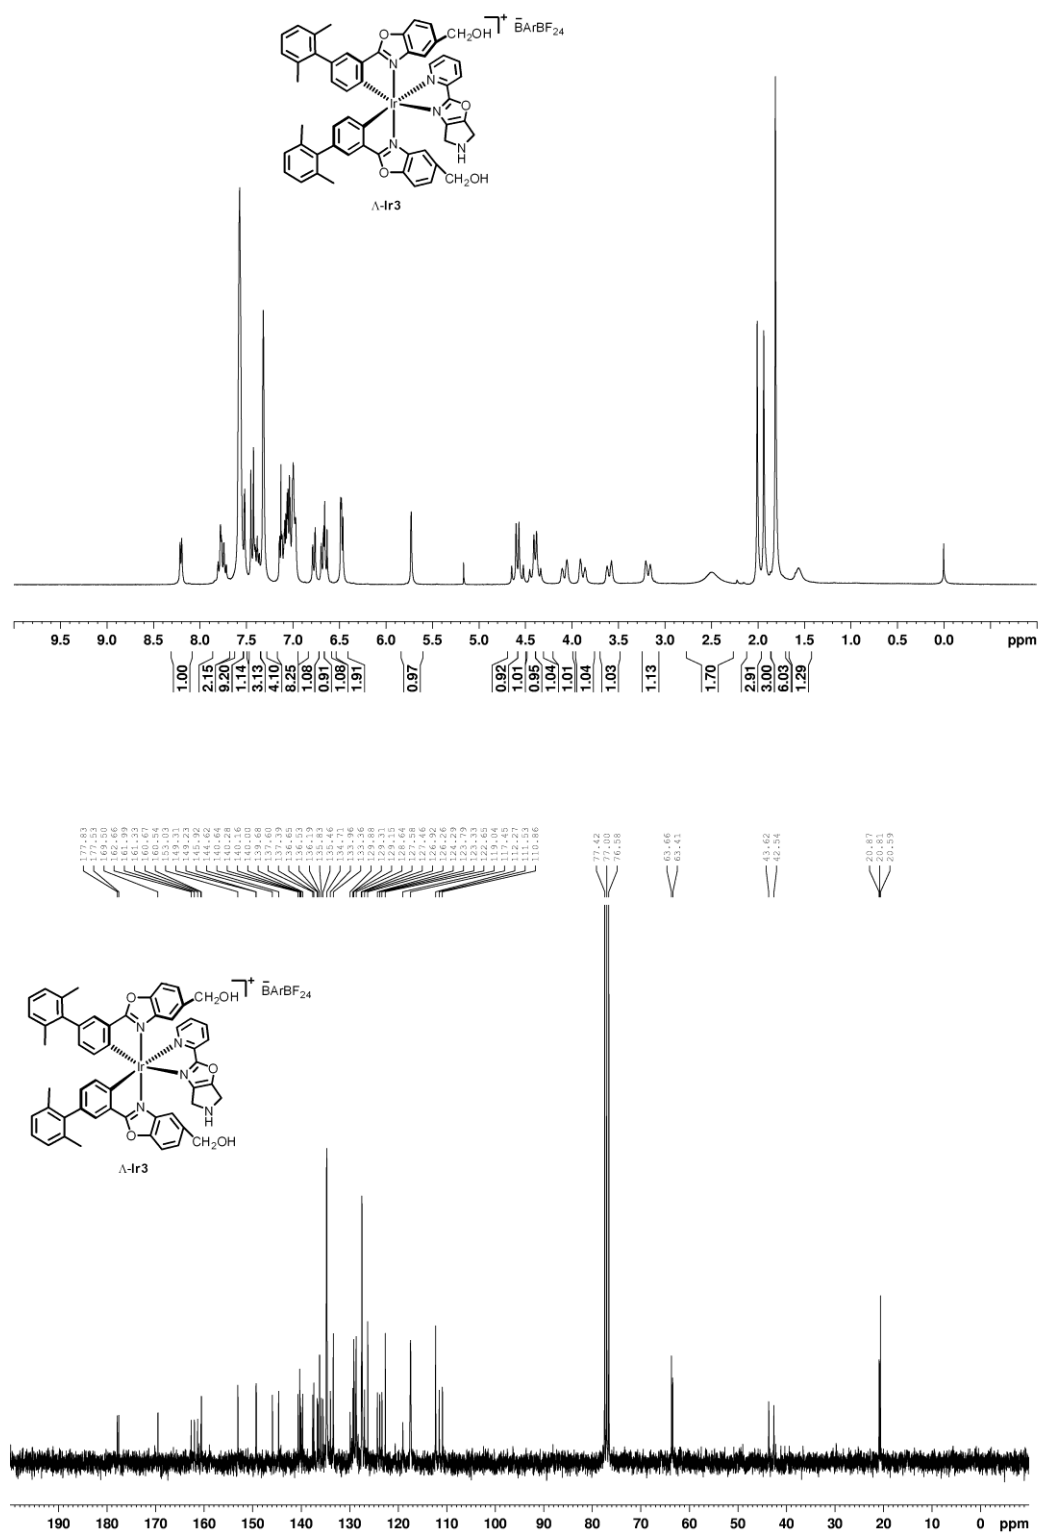 CH₂OH
O
N
]⁺ B̄ArBF₂₄
N
Ir
N
O
N
H
N
O
CH₂OH
Λ-Ir3
9.5 9.0 8.5 8.0 7.5 7.0 6.5 6.0 5.5 5.0 4.5 4.0 3.5 3.0 2.5 2.0 1.5 1.0 0.5 0.0 ppm
1.00 2.15 9.20 1.14 3.13 4.10 8.25 1.08 0.91 1.08 1.91 0.97 0.92 1.01 0.95 1.04 1.01 1.04 1.03 1.13 1.70 2.91 3.00 6.03 1.29
177.83
177.53
169.50
162.66
161.99
161.33
160.67
160.54
153.03
149.31
149.23
145.92
144.62
140.64
140.28
140.16
140.00
139.68
137.60
137.39
136.65
136.53
136.19
135.83
135.46
134.71
133.96
133.36
129.88
129.31
129.15
128.64
127.58
127.46
126.92
126.26
124.29
123.79
123.33
122.65
119.04
117.45
112.27
111.53
110.86
77.42
77.00
76.58
63.66
63.41
43.62
42.54
20.87
20.81
20.59
CH₂OH
O
N
]⁺ B̄ArBF₂₄
N
Ir
N
O
N
H
N
O
CH₂OH
Λ-Ir3
190 180 170 160 150 140 130 120 110 100 90 80 70 60 50 40 30 20 10 0 ppm